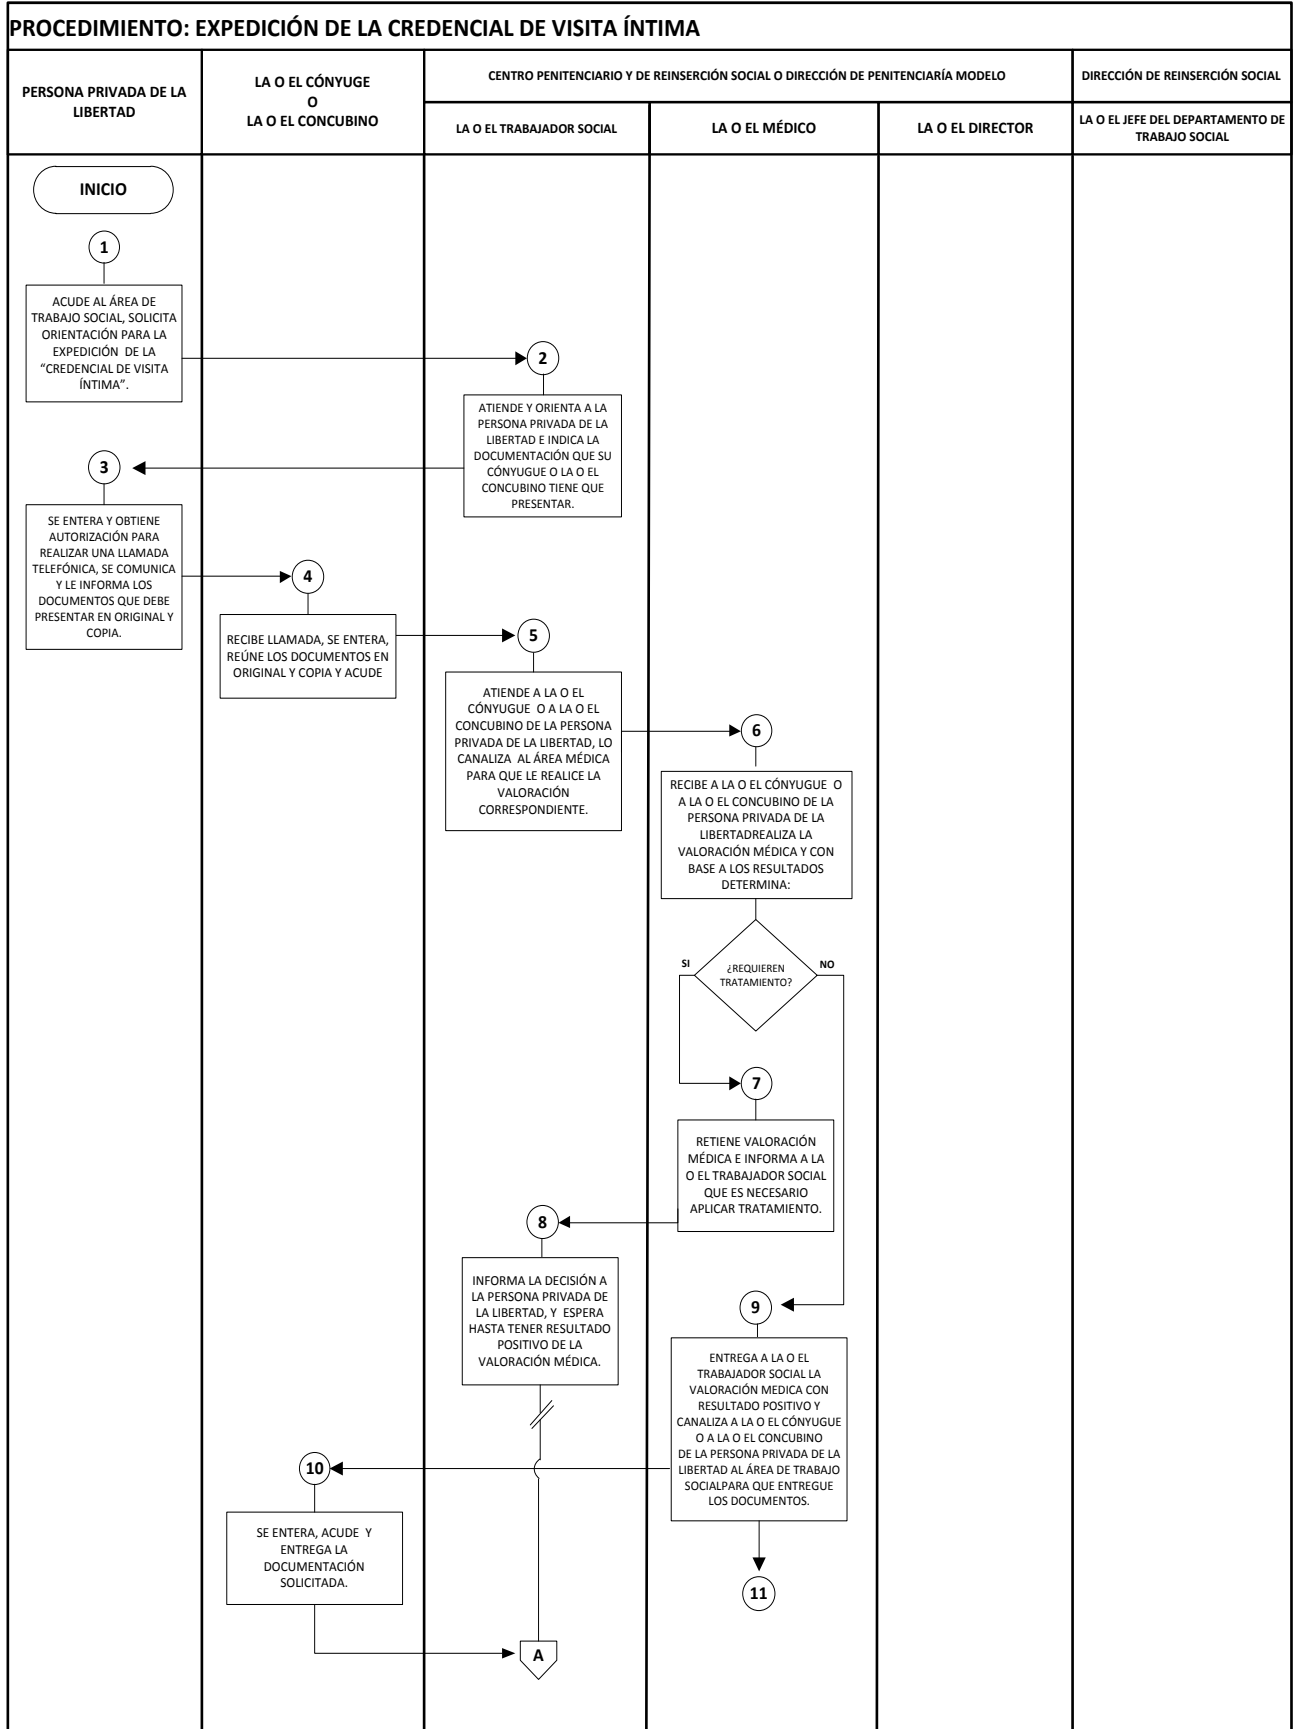 PROCEDIMIENTO: EXPEDICIÓN DE LA CREDENCIAL DE VISITA ÍNTIMA
PERSONA PRIVADA DE LA
LIBERTAD
LA O EL CÓNYUGE
O
LA O EL CONCUBINO
CENTRO PENITENCIARIO Y DE REINSERCIÓN SOCIAL O DIRECCIÓN DE PENITENCIARÍA MODELO
DIRECCIÓN DE REINSERCIÓN SOCIAL
LA O EL TRABAJADOR SOCIAL
LA O EL MÉDICO
LA O EL DIRECTOR
LA O EL JEFE DEL DEPARTAMENTO DE
TRABAJO SOCIAL
INICIO
1
ACUDE AL ÁREA DE
TRABAJO SOCIAL, SOLICITA
ORIENTACIÓN PARA LA
EXPEDICIÓN DE LA
“CREDENCIAL DE VISITA
ÍNTIMA”.
2
ATIENDE Y ORIENTA A LA
PERSONA PRIVADA DE LA
LIBERTAD E INDICA LA
DOCUMENTACIÓN QUE SU
CÓNYUGUE O LA O EL
CONCUBINO TIENE QUE
PRESENTAR.
3
SE ENTERA Y OBTIENE
AUTORIZACIÓN PARA
REALIZAR UNA LLAMADA
TELEFÓNICA, SE COMUNICA
Y LE INFORMA LOS
DOCUMENTOS QUE DEBE
PRESENTAR EN ORIGINAL Y
COPIA.
4
RECIBE LLAMADA, SE ENTERA,
REÚNE LOS DOCUMENTOS EN
ORIGINAL Y COPIA Y ACUDE
5
ATIENDE A LA O EL
CÓNYUGUE O A LA O EL
CONCUBINO DE LA PERSONA
PRIVADA DE LA LIBERTAD, LO
CANALIZA AL ÁREA MÉDICA
PARA QUE LE REALICE LA
VALORACIÓN
CORRESPONDIENTE.
6
RECIBE A LA O EL CÓNYUGUE O
A LA O EL CONCUBINO DE LA
PERSONA PRIVADA DE LA
LIBERTADREALIZA LA
VALORACIÓN MÉDICA Y CON
BASE A LOS RESULTADOS
DETERMINA:
SI
¿REQUIEREN
TRATAMIENTO?
NO
7
RETIENE VALORACIÓN
MÉDICA E INFORMA A LA
O EL TRABAJADOR SOCIAL
QUE ES NECESARIO
APLICAR TRATAMIENTO.
8
INFORMA LA DECISIÓN A
LA PERSONA PRIVADA DE
LA LIBERTAD, Y ESPERA
HASTA TENER RESULTADO
POSITIVO DE LA
VALORACIÓN MÉDICA.
9
ENTREGA A LA O EL
TRABAJADOR SOCIAL LA
VALORACIÓN MEDICA CON
RESULTADO POSITIVO Y
CANALIZA A LA O EL CÓNYUGUE
O A LA O EL CONCUBINO
DE LA PERSONA PRIVADA DE LA
LIBERTAD AL ÁREA DE TRABAJO
SOCIALPARA QUE ENTREGUE
LOS DOCUMENTOS.
10
SE ENTERA, ACUDE Y
ENTREGA LA
DOCUMENTACIÓN
SOLICITADA.
11
A